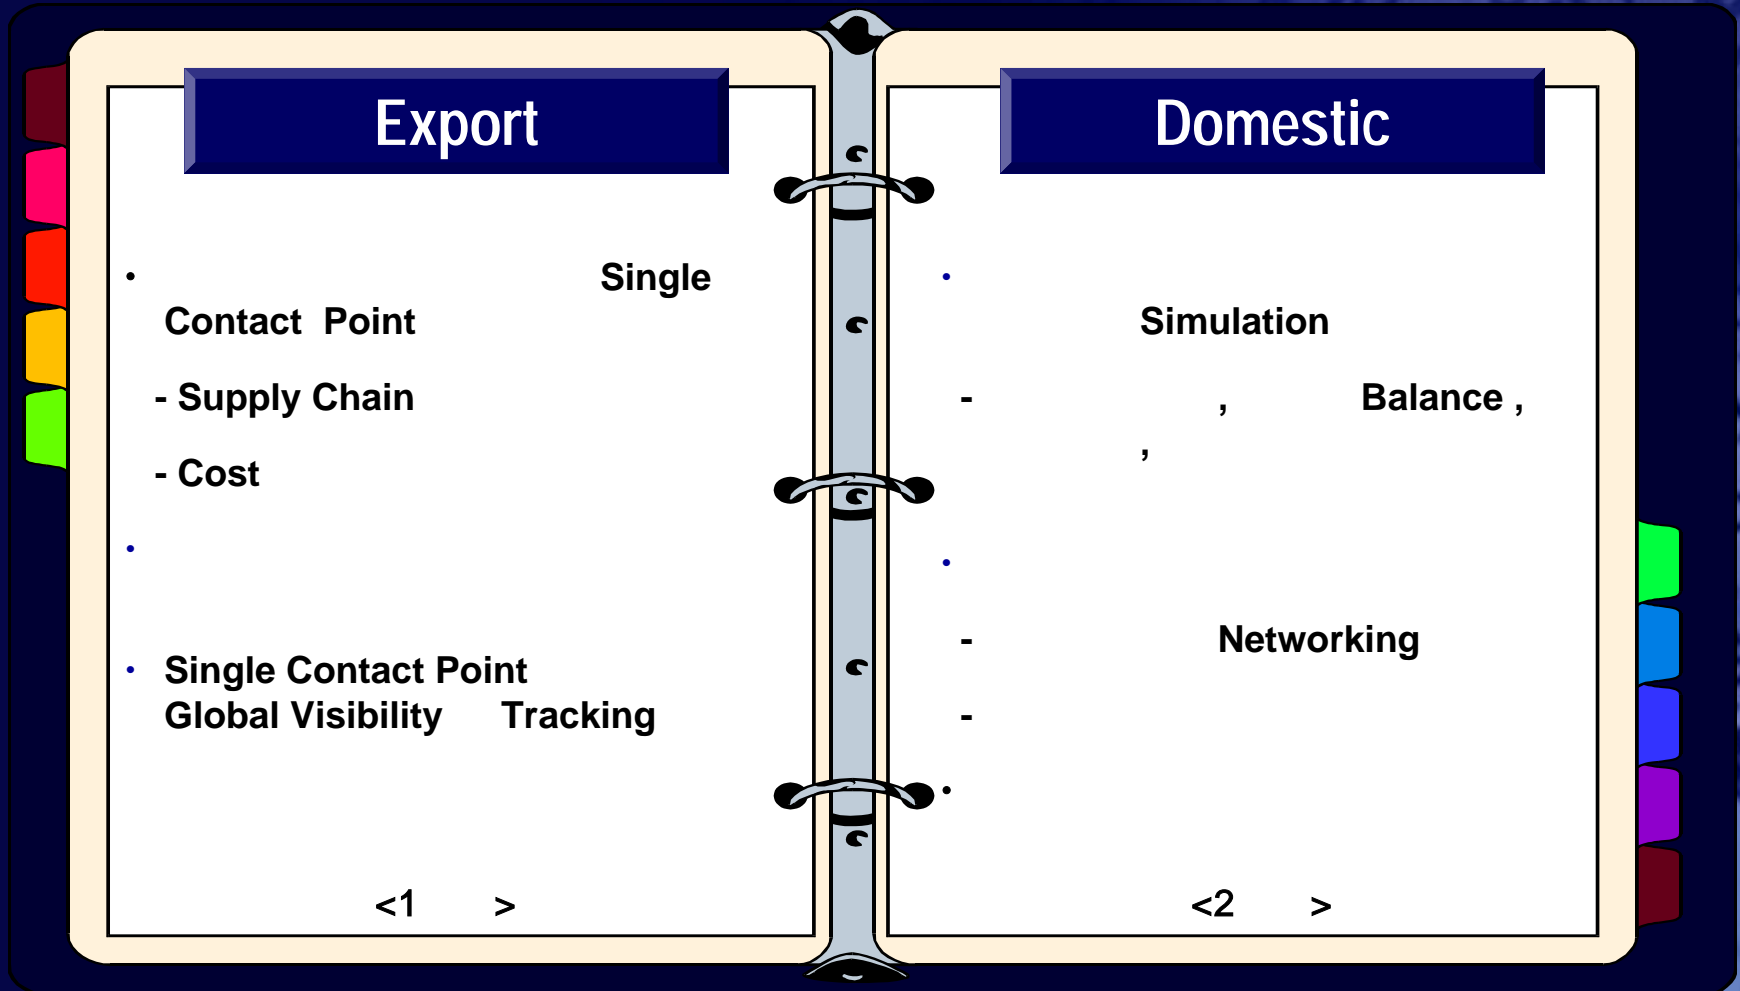 Export
• Single
Contact Point
- Supply Chain
- Cost
•
• Single Contact Point
Global Visibility Tracking
<1 >
Domestic
•
Simulation
- , Balance ,
,
•
- Networking
-
•
<2 >